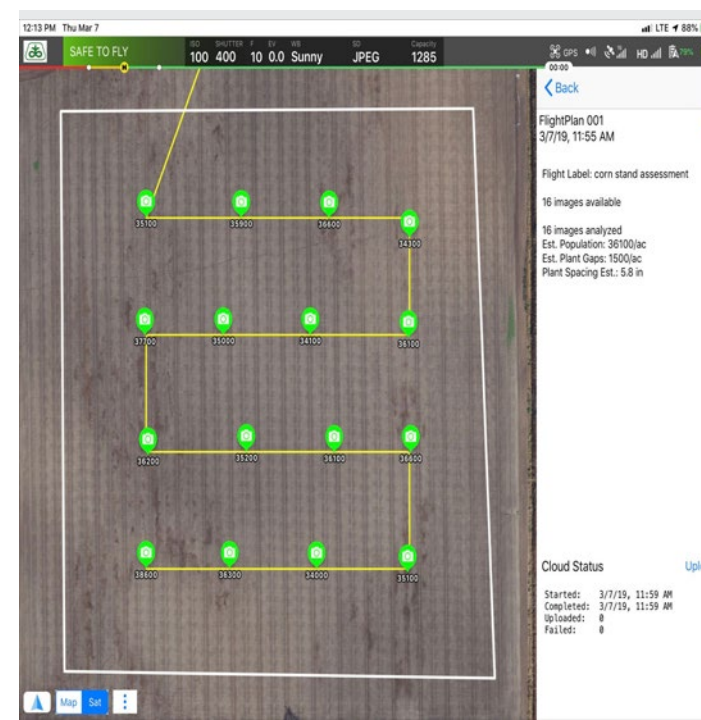 12:13 PM Thu Mar 7
LTE 88%
SAFE TO FLY
ISO SHUTTER F EV WB SD Capacity
100 400 10 0.0 Sunny JPEG 1285
GPS HD 79%
00:00
Back
FlightPlan 001
3/7/19, 11:55 AM
Flight Label: corn stand assessment
16 images available
16 images analyzed
Est. Population: 36100/ac
Est. Plant Gaps: 1500/ac
Plant Spacing Est.: 5.8 in
35100 35900 36600 34300
37700 35000 34100 36100
36200 35200 36100 36600
38600 36300 34000 35100
Cloud Status Upl
Started: 3/7/19, 11:59 AM
Completed: 3/7/19, 11:59 AM
Uploaded: 0
Failed: 0
Map Sat